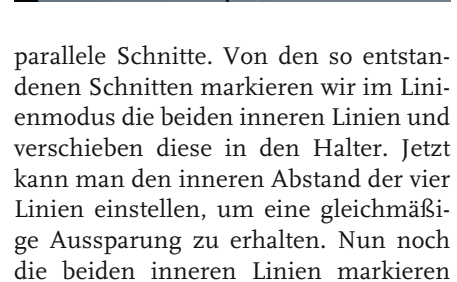 parallele Schnitte. Von den so entstan-
denen Schnitten markieren wir im Lini-
enmodus die beiden inneren Linien und
verschieben diese in den Halter. Jetzt
kann man den inneren Abstand der vier
Linien einstellen, um eine gleichmäßi-
ge Aussparung zu erhalten. Nun noch
die beiden inneren Linien markieren